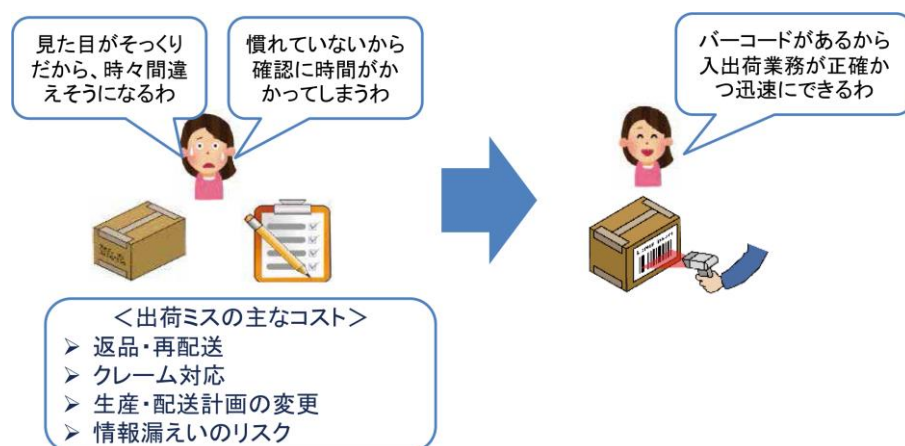 見た目がそっくり
だから、時々間違
えそうになるわ
慣れていないから
確認に時間がか
かってしまうわ
バーコードがあるから
入出荷業務が正確か
つ迅速にできるわ
＜出荷ミスの主なコスト＞
➢ 返品・再配送
➢ クレーム対応
➢ 生産・配送計画の変更
➢ 情報漏えいのリスク